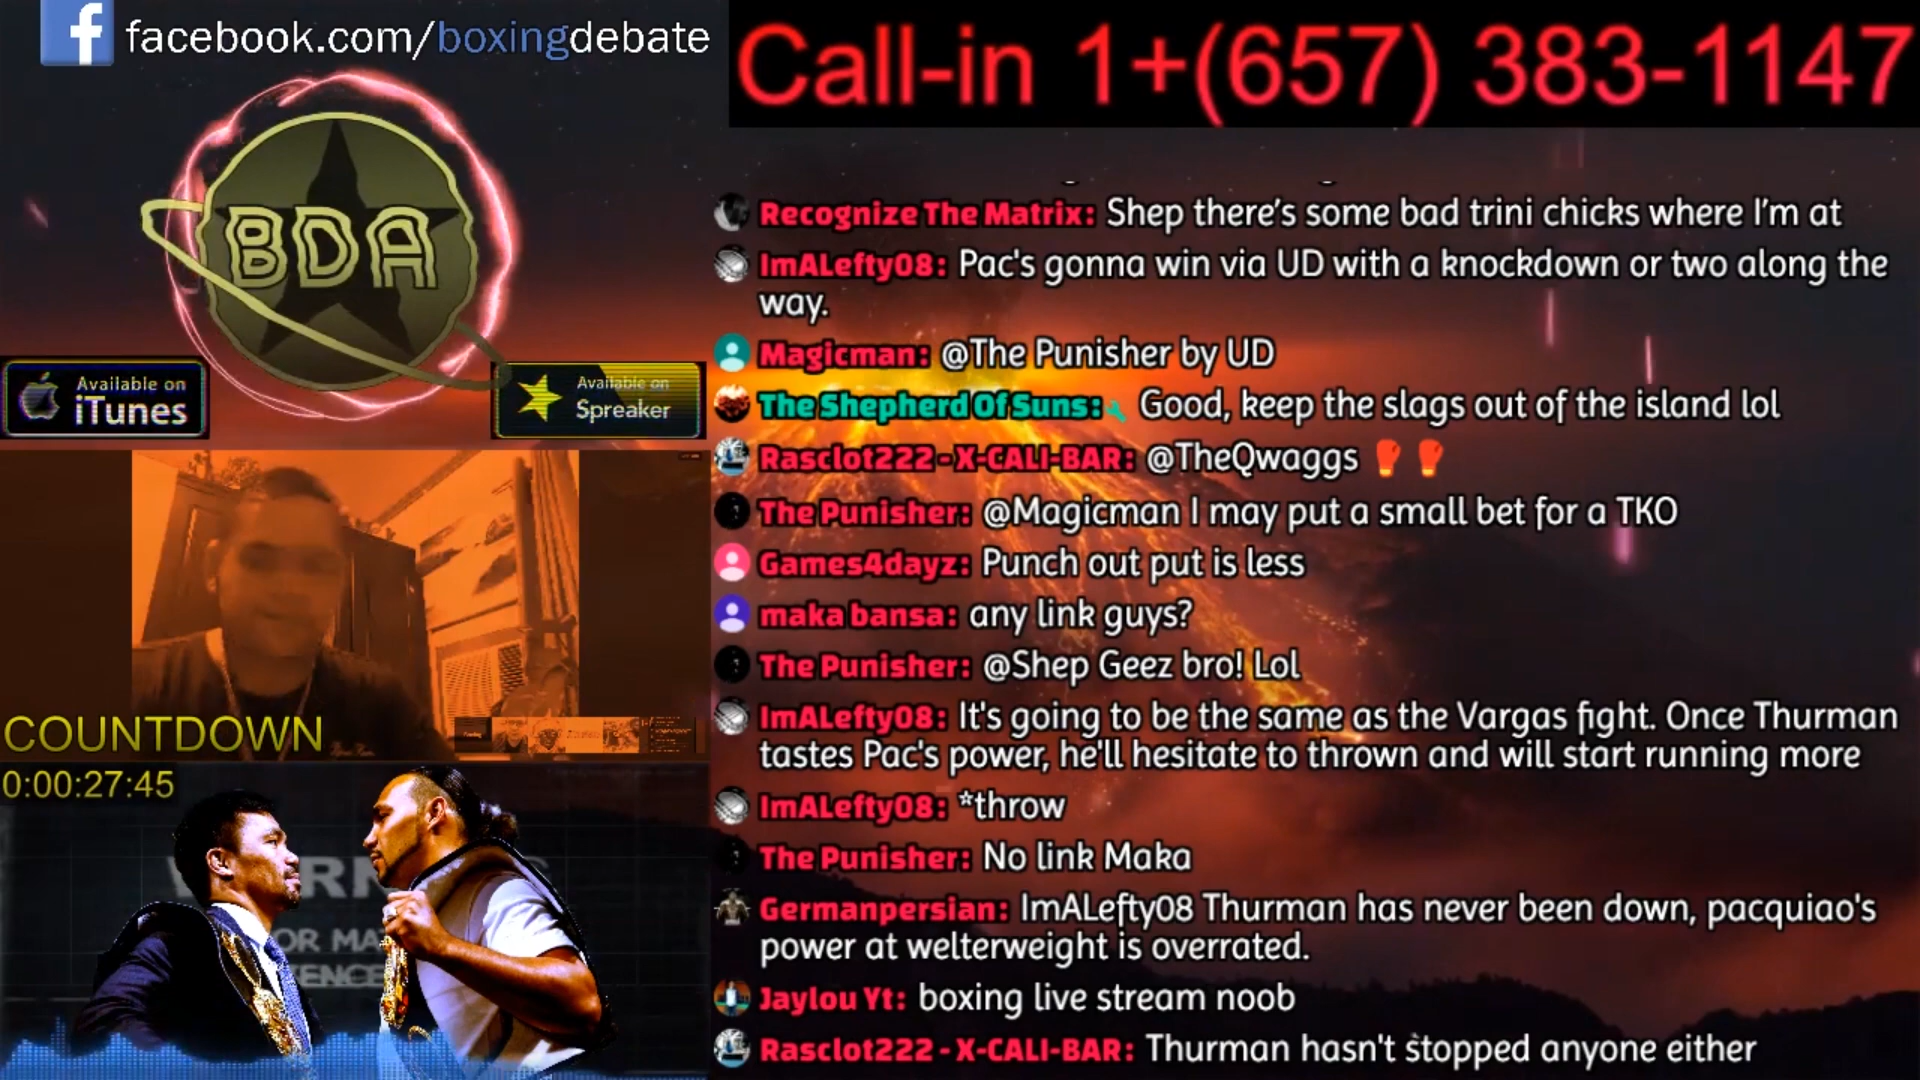 facebook.com/boxingdebate
Call-in 1+(657) 383-1147
BDA
Available on
iTunes
Available on
Spreaker
COUNTDOWN
0:00:27:45
Recognize The Matrix: Shep there's some bad trini chicks where I'm at
ImALefty08: Pac's gonna win via UD with a knockdown or two along the
way.
Magicman: @The Punisher by UD
The Shepherd Of Suns: Good, keep the slags out of the island lol
Rasclot222 - X-CALI-BAR: @TheQwaggs 🥊 🥊
The Punisher: @Magicman I may put a small bet for a TKO
Games4dayz: Punch out put is less
maka bansa: any link guys?
The Punisher: @Shep Geez bro! Lol
ImALefty08: It's going to be the same as the Vargas fight. Once Thurman
tastes Pac's power, he'll hesitate to thrown and will start running more
ImALefty08: *throw
The Punisher: No link Maka
Germanpersian: ImALefty08 Thurman has never been down, pacquiao's
power at welterweight is overrated.
Jaylou Yt: boxing live stream noob
Rasclot222 - X-CALI-BAR: Thurman hasn't stopped anyone either